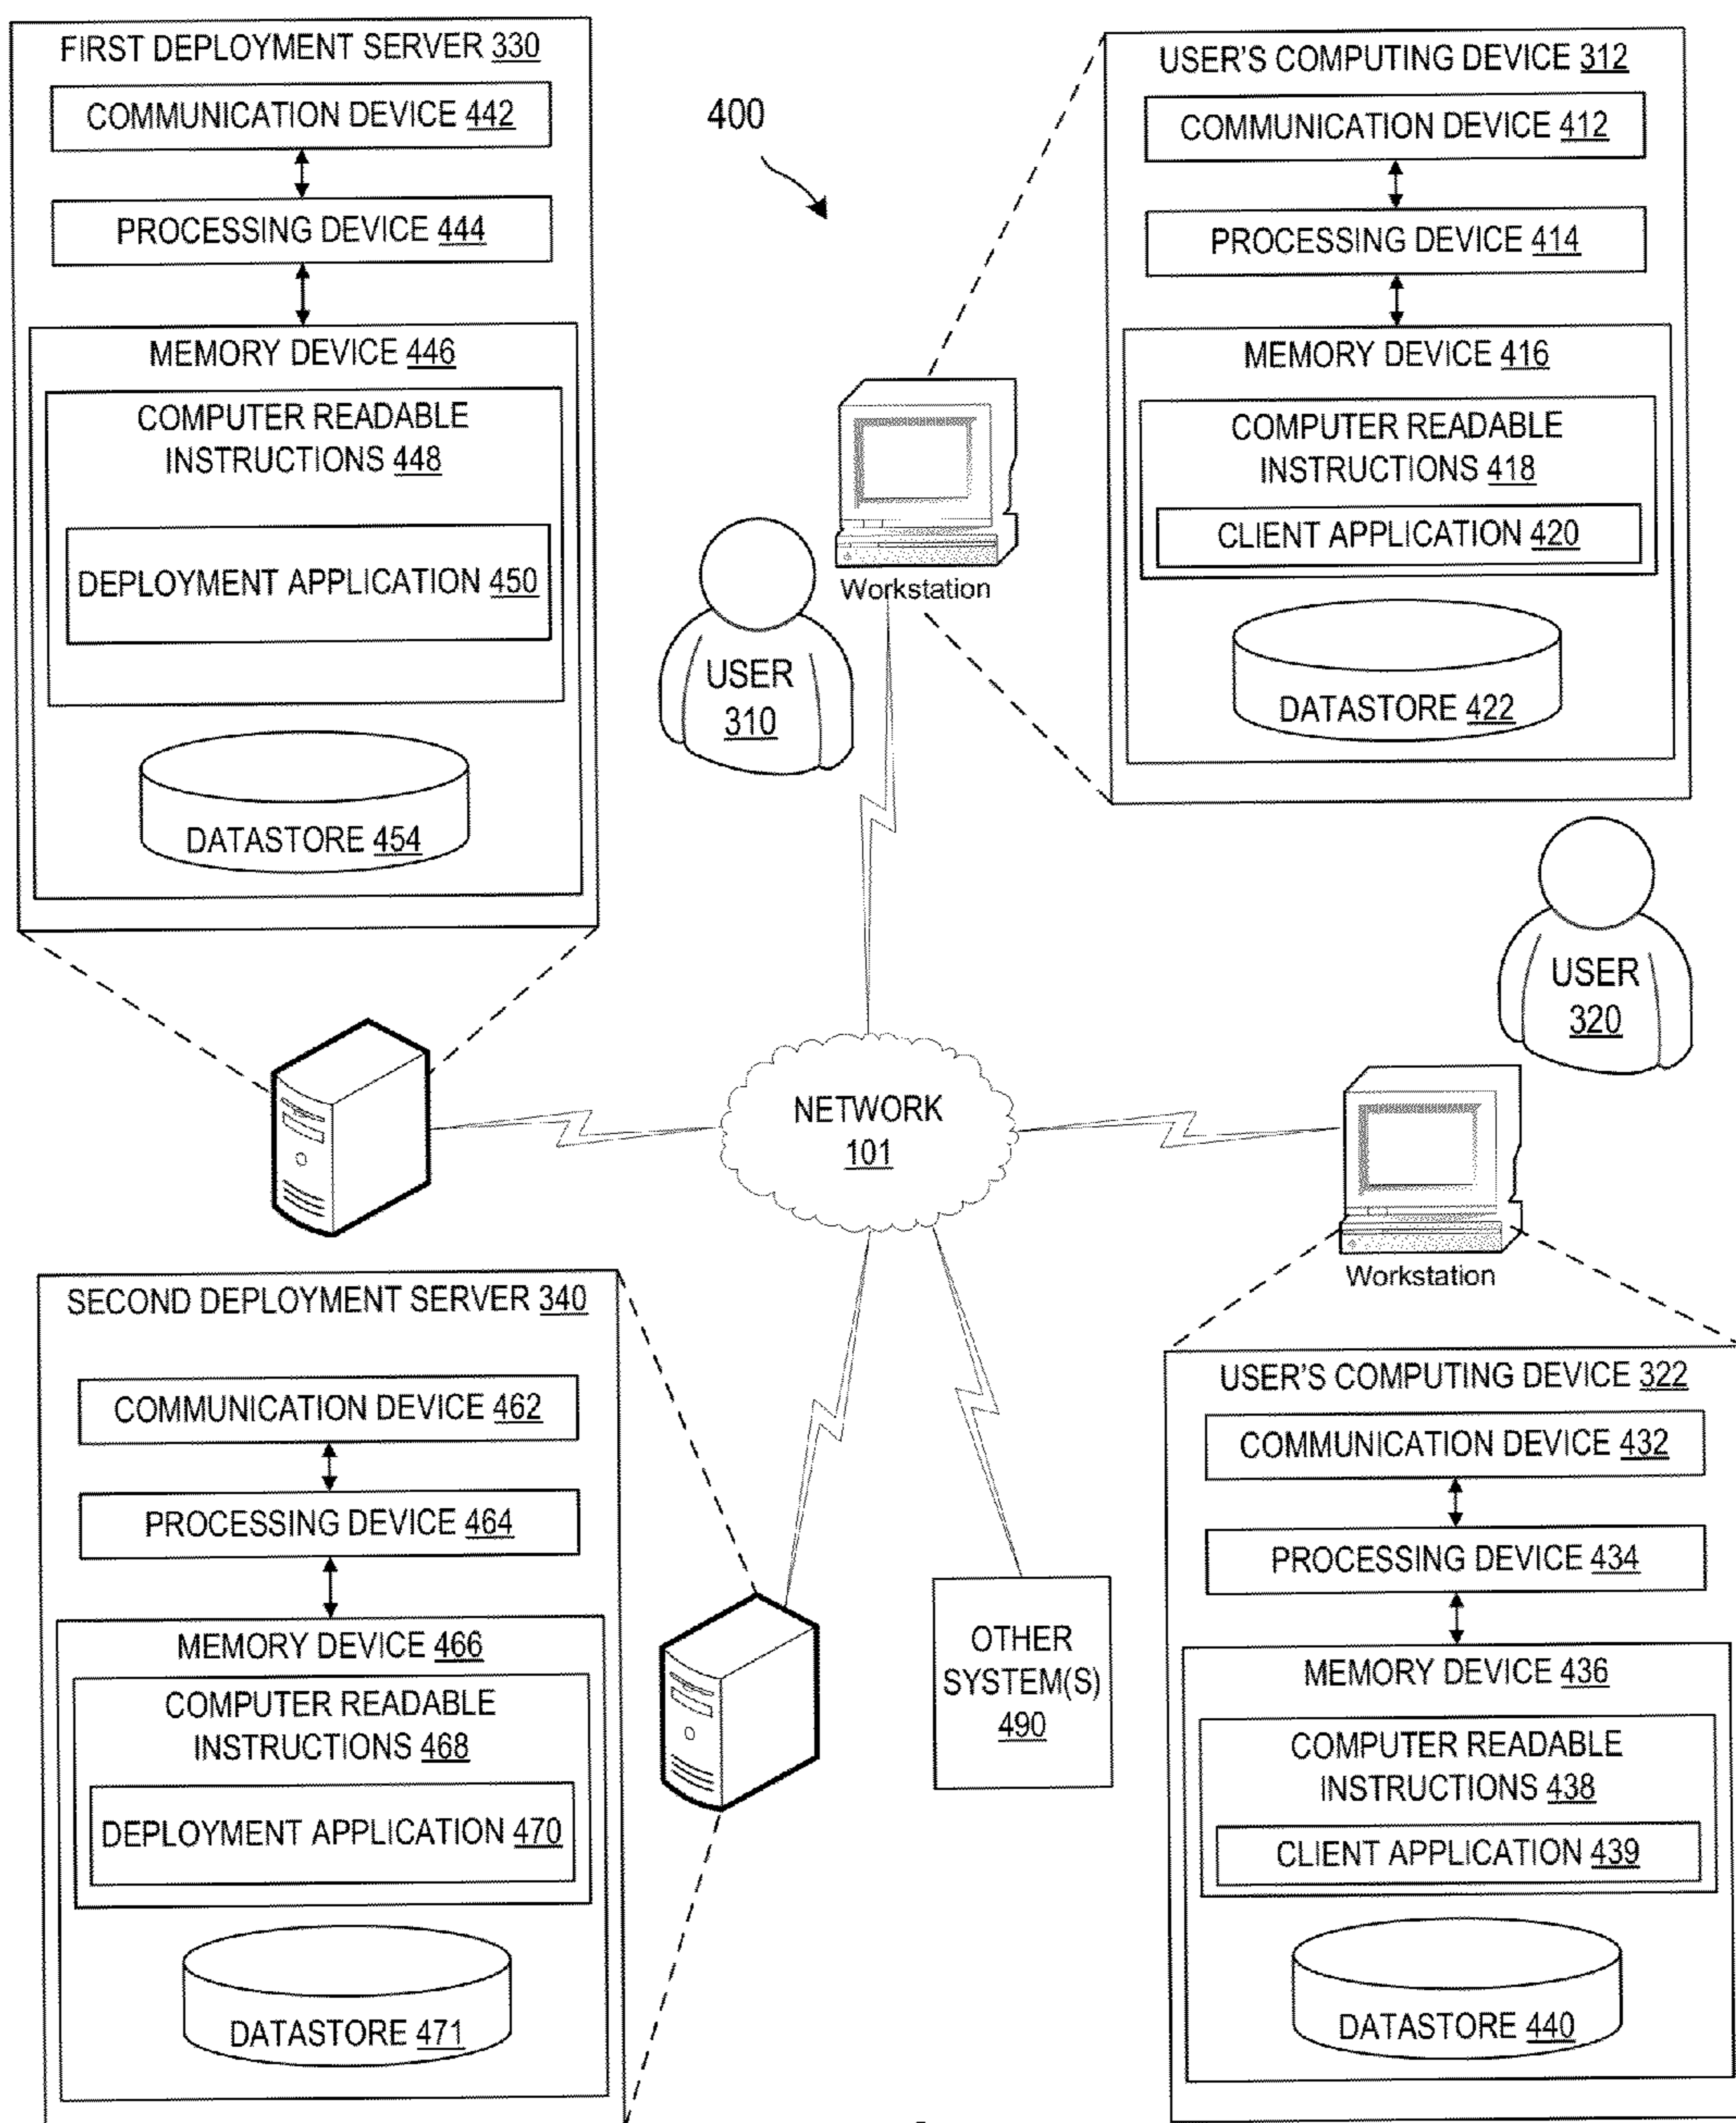 FIRST DEPLOYMENT SERVER 330
COMMUNICATION DEVICE 442
PROCESSING DEVICE 444
MEMORY DEVICE 446
COMPUTER READABLE
INSTRUCTIONS 448
DEPLOYMENT APPLICATION 450
DATASTORE 454
400
USER'S COMPUTING DEVICE 312
COMMUNICATION DEVICE 412
PROCESSING DEVICE 414
MEMORY DEVICE 416
COMPUTER READABLE
INSTRUCTIONS 418
CLIENT APPLICATION 420
DATASTORE 422
Workstation
USER
310
USER
320
NETWORK
101
Workstation
SECOND DEPLOYMENT SERVER 340
COMMUNICATION DEVICE 462
PROCESSING DEVICE 464
MEMORY DEVICE 466
COMPUTER READABLE
INSTRUCTIONS 468
DEPLOYMENT APPLICATION 470
DATASTORE 471
OTHER
SYSTEM(S)
490
USER'S COMPUTING DEVICE 322
COMMUNICATION DEVICE 432
PROCESSING DEVICE 434
MEMORY DEVICE 436
COMPUTER READABLE
INSTRUCTIONS 438
CLIENT APPLICATION 439
DATASTORE 440